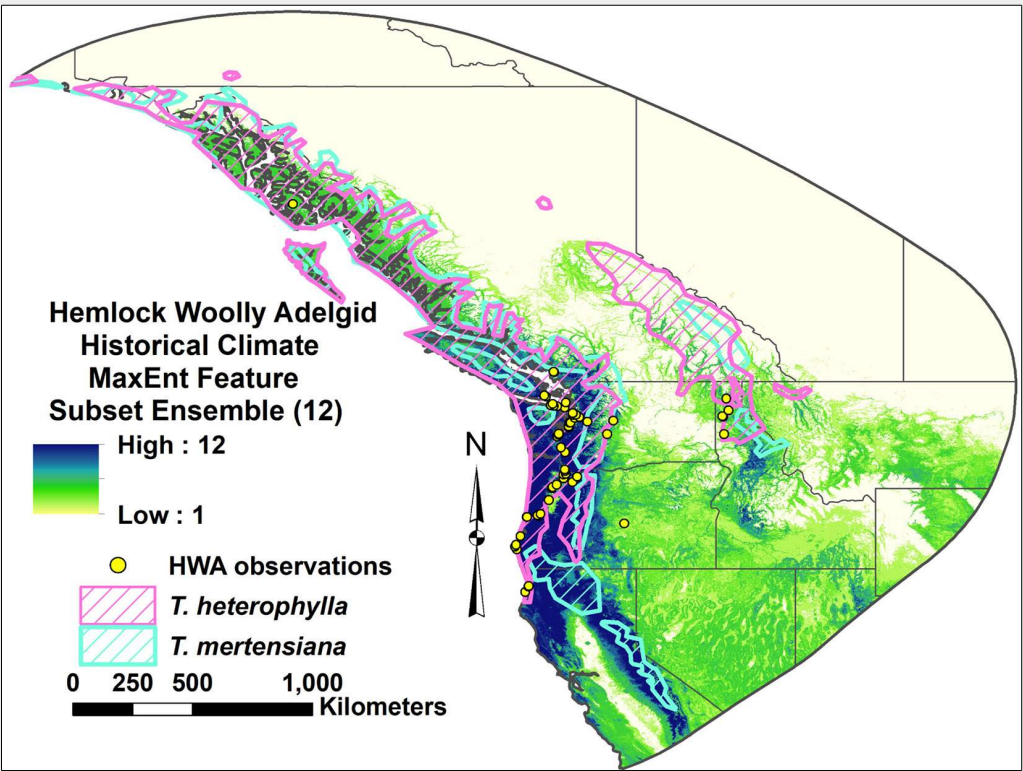 Hemlock Woolly Adelgid
Historical Climate
MaxEnt Feature
Subset Ensemble (12)
High : 12
Low : 1
N
HWA observations
T. heterophylla
T. mertensiana
0 250 500 1,000
Kilometers